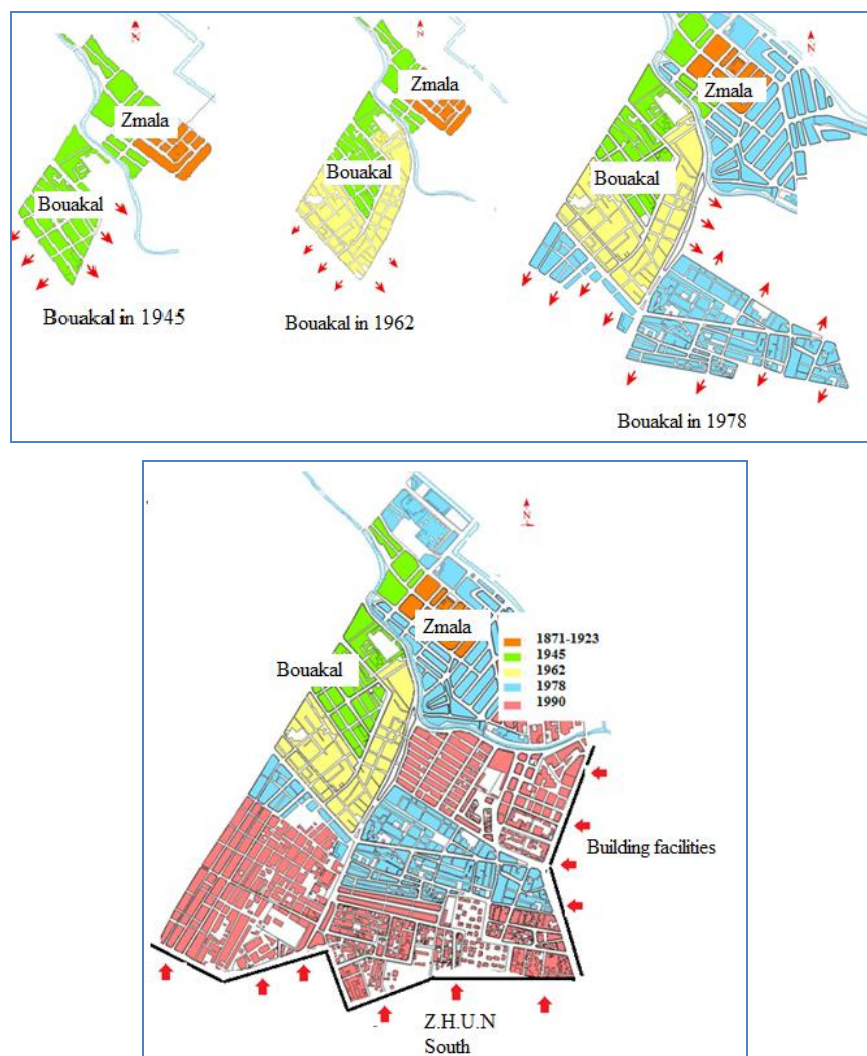 N
N
N
Zmala
Zmala
Zmala
Bouakal
Bouakal
Bouakal
Bouakal in 1945
Bouakal in 1962
Bouakal in 1978
N
Zmala
Bouakal
1871-1923
1945
1962
1978
1990
Building facilities
Z.H.U.N
South